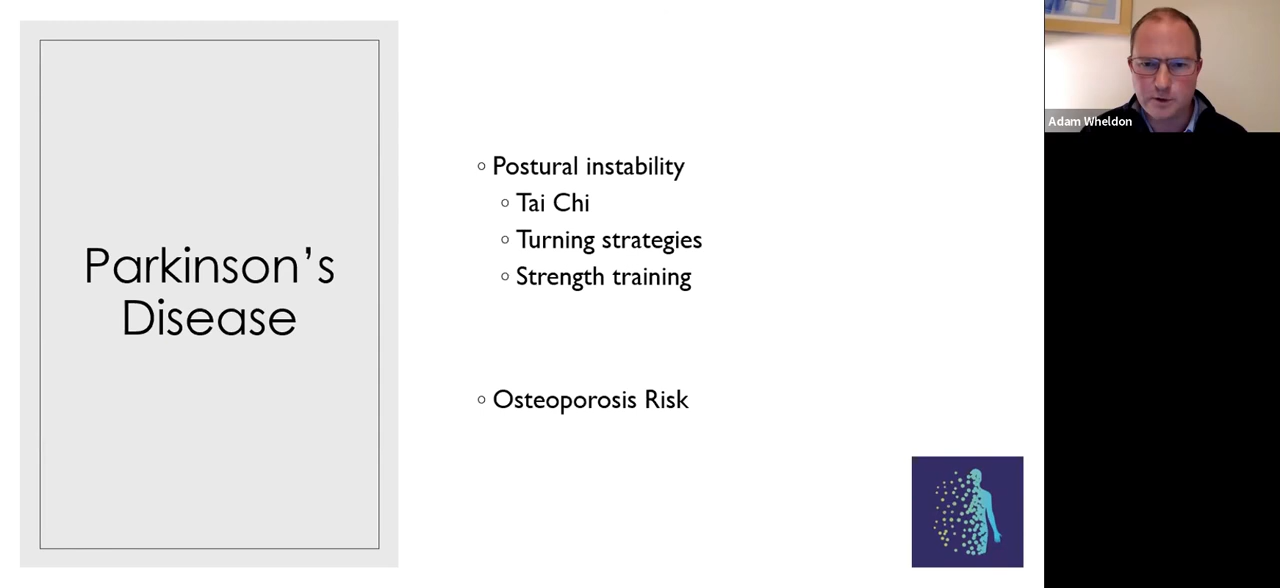 Parkinson’s
Disease
◦ Postural instability
◦ Tai Chi
◦ Turning strategies
◦ Strength training
◦ Osteoporosis Risk
Adam Wheldon